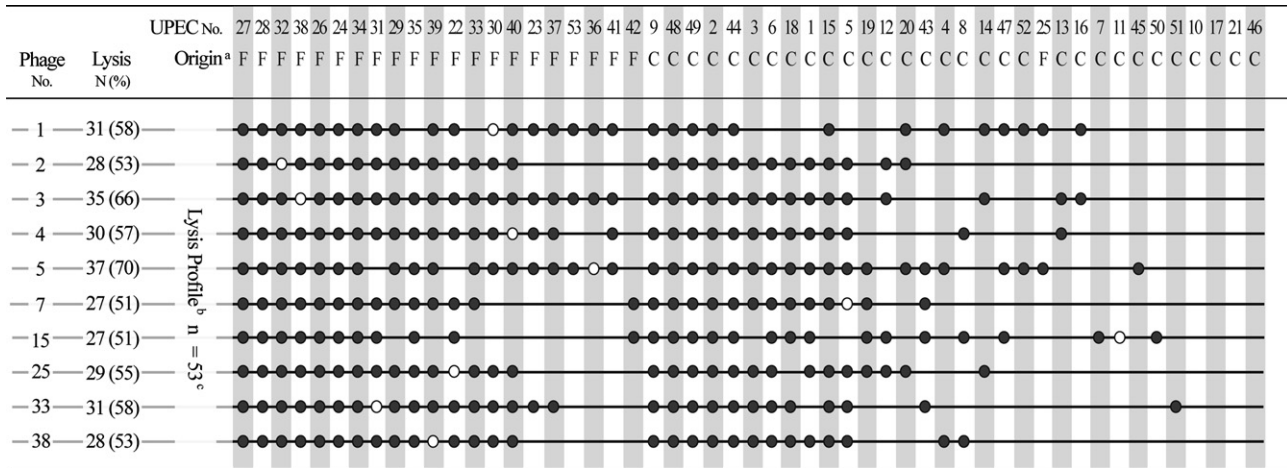 UPEC No. 27 28 32 38 26 24 34 31 29 35 39 22 33 30 40 23 37 53 36 41 42 9 48 49 2 44 3 6 18 1 15 5 19 12 20 43 4 8 14 47 52 25 13 16 7 11 45 50 51 10 17 21 46
Phage No. Lysis N (%) Origin a F F F F F F F F F F F F F F F F F F F F F C C C C C C C C C C C C C C C C C C C C F C C C C C C C C C C C
1 31 (58)
2 28 (53)
3 35 (66)
4 30 (57)
5 37 (70)
7 27 (51)
15 27 (51)
25 29 (55)
33 31 (58)
38 28 (53)
Lysis Profile b n = 53 c